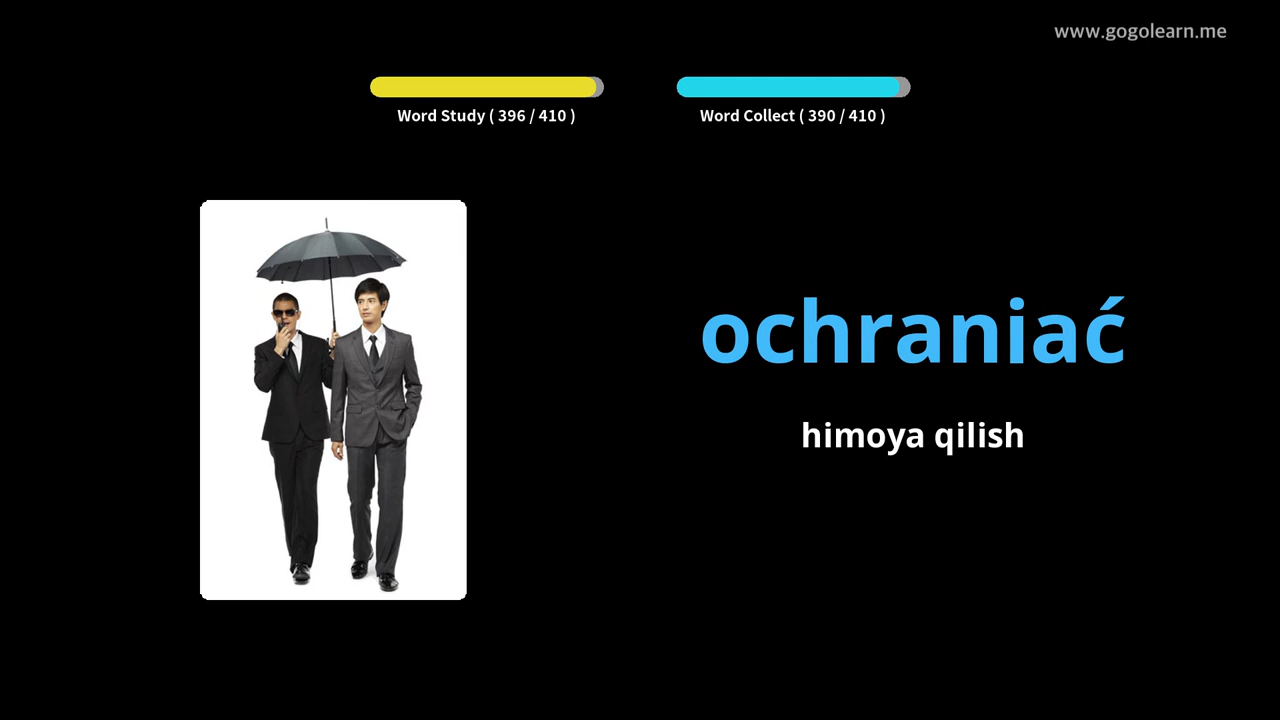 www.gogolearn.me
Word Study ( 396 / 410 )
Word Collect ( 390 / 410 )
ochraniać
himoya qilish